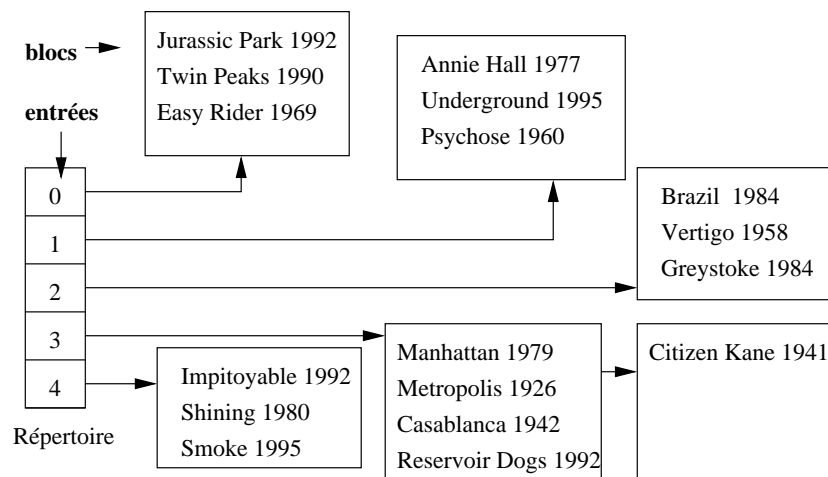 blocs
entrées
Jurassic Park 1992
Twin Peaks 1990
Easy Rider 1969
Annie Hall 1977
Underground 1995
Psychose 1960
Brazil 1984
Vertigo 1958
Greystoke 1984
0
1
2
3
4
Répertoire
Impitoyable 1992
Shining 1980
Smoke 1995
Manhattan 1979
Metropolis 1926
Casablanca 1942
Reservoir Dogs 1992
Citizen Kane 1941